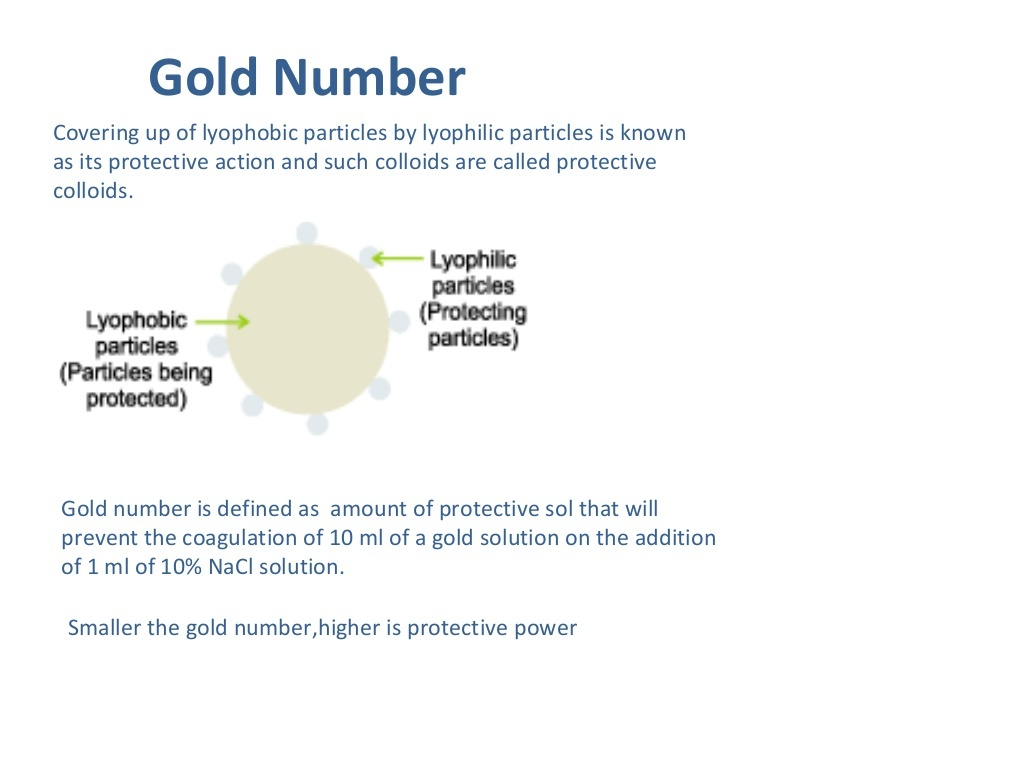 Gold Number
Covering up of lyophobic particles by lyophilic particles is known
as its protective action and such colloids are called protective
colloids.
Lyophilic
particles
(Protecting
particles)
Lyophobic
particles
(Particles being
protected)
Gold number is defined as  amount of protective sol that will
prevent the coagulation of 10 ml of a gold solution on the addition
of 1 ml of 10% NaCl solution.
Smaller the gold number,higher is protective power